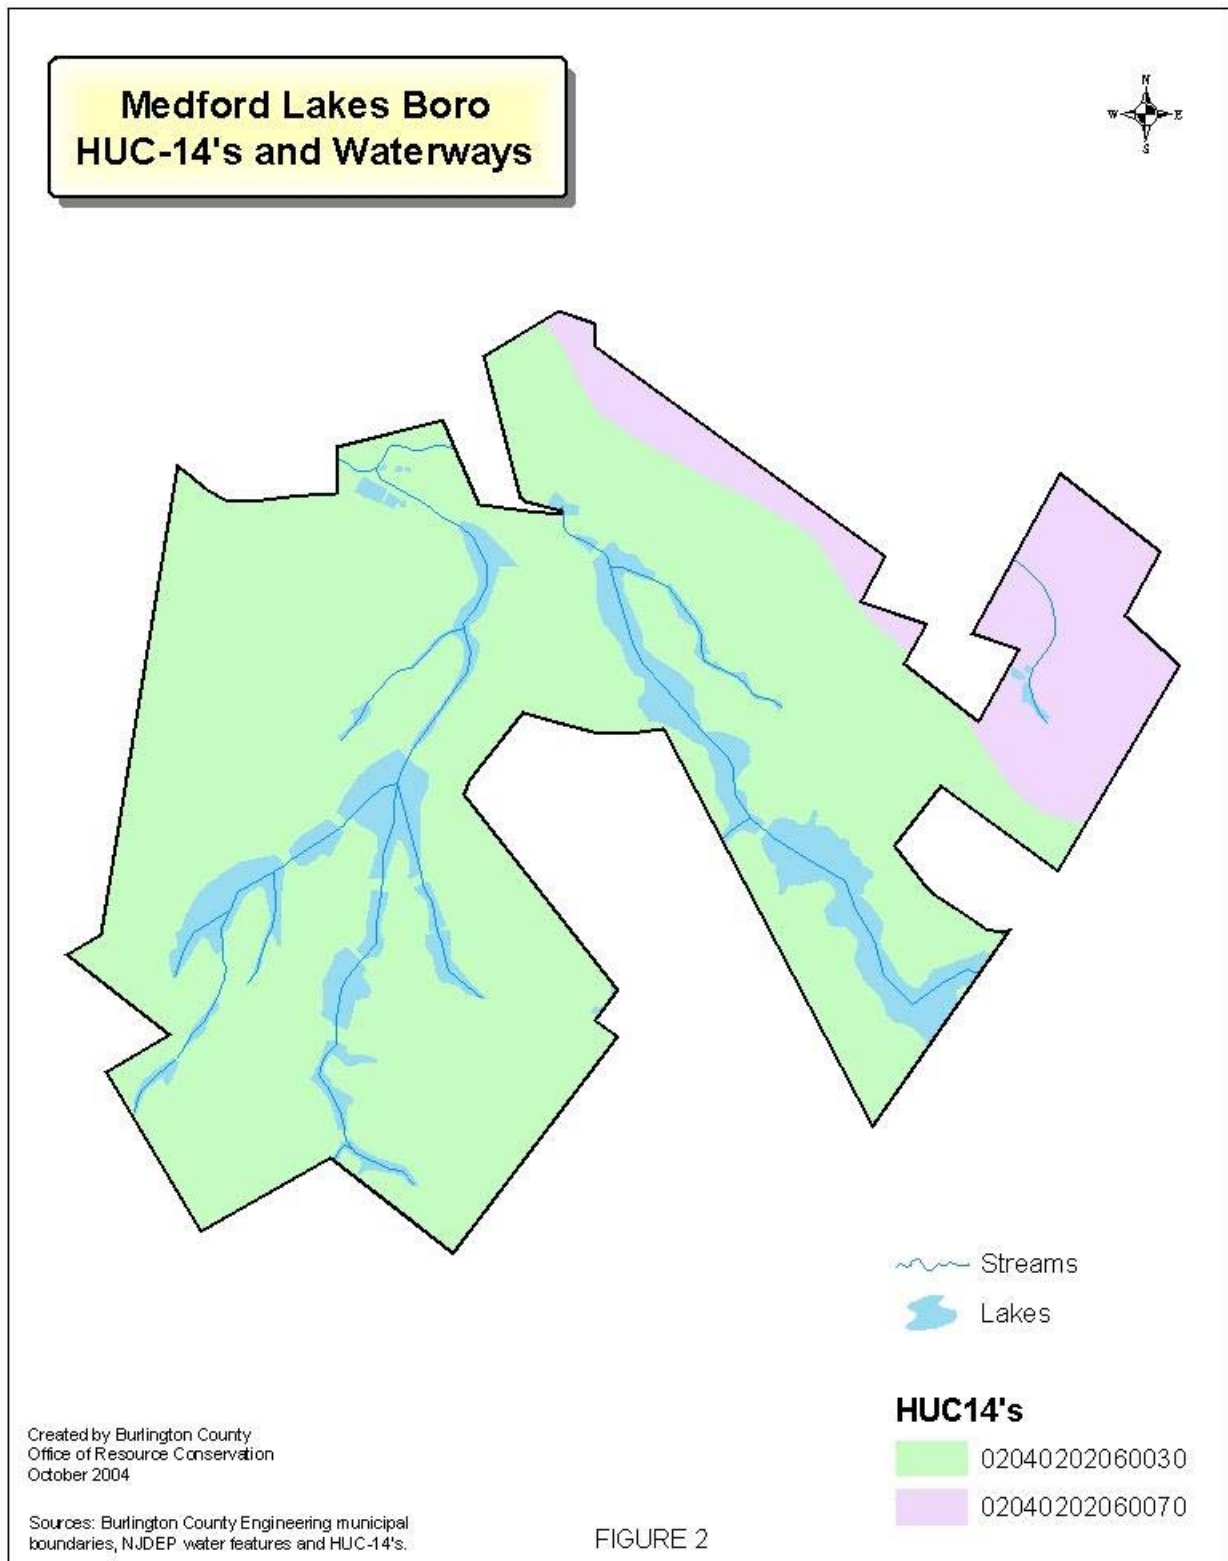 Medford Lakes Boro
HUC-14's and Waterways
N
W E
S
Streams
Lakes
HUC14's
02040202060030
02040202060070
Created by Burlington County
Office of Resource Conservation
October 2004
Sources: Burlington County Engineering municipal
boundaries, NJDEP water features and HUC-14's.
FIGURE 2